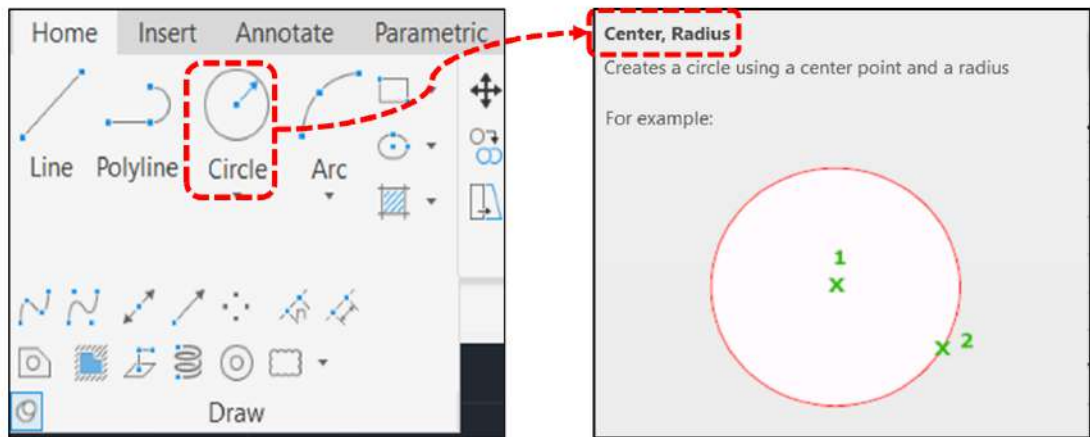 Home Insert Annotate Parametric
Line Polyline Circle Arc
Draw
Center, Radius
Creates a circle using a center point and a radius
For example:
1
2